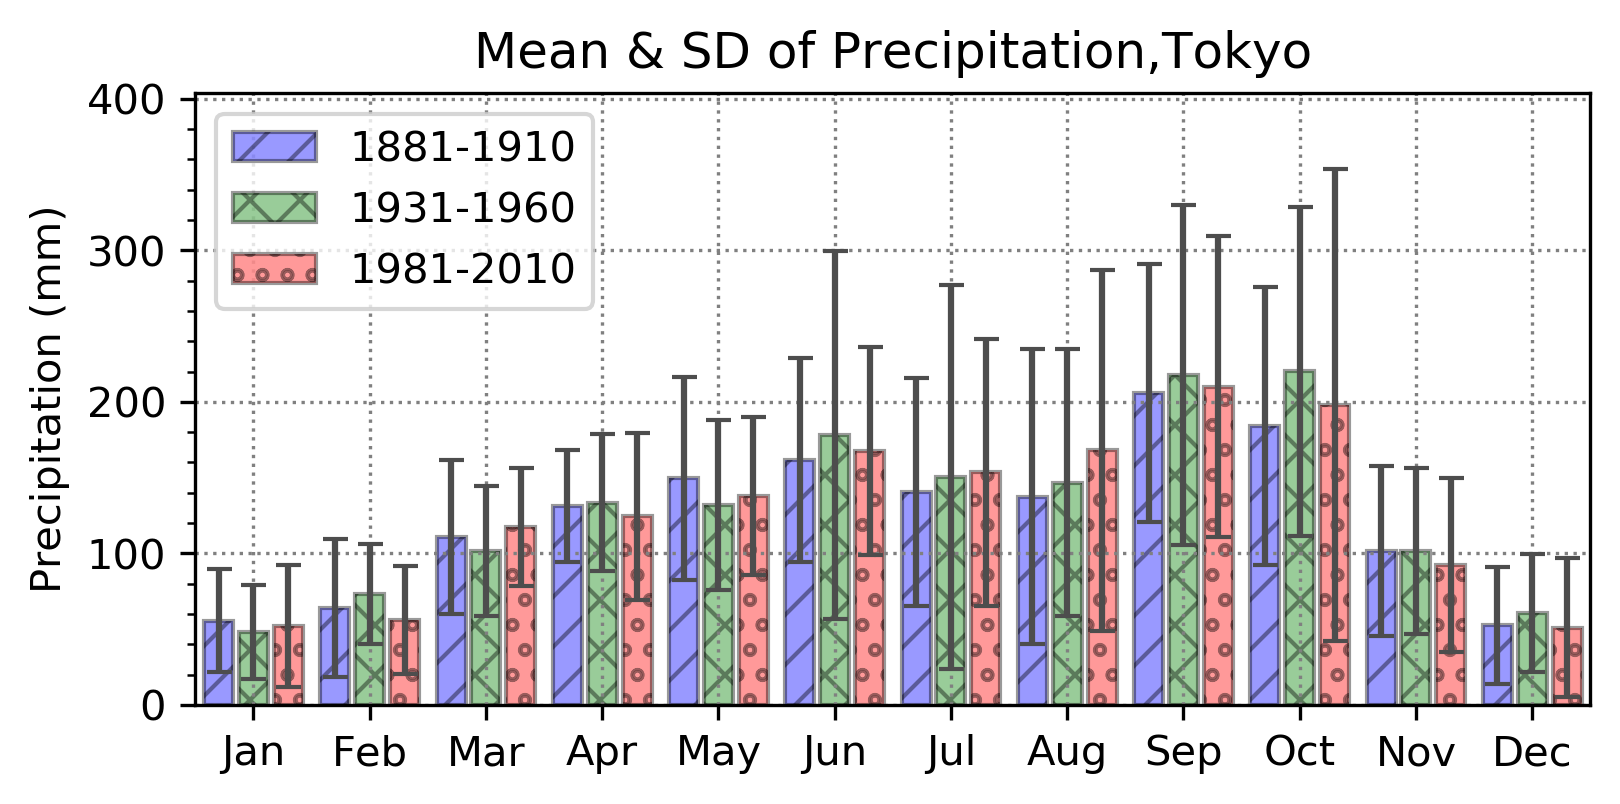 Mean & SD of Precipitation,Tokyo
Precipitation (mm)
400
300
200
100
0
1881-1910
1931-1960
1981-2010
Jan Feb Mar Apr May Jun Jul Aug Sep Oct Nov Dec